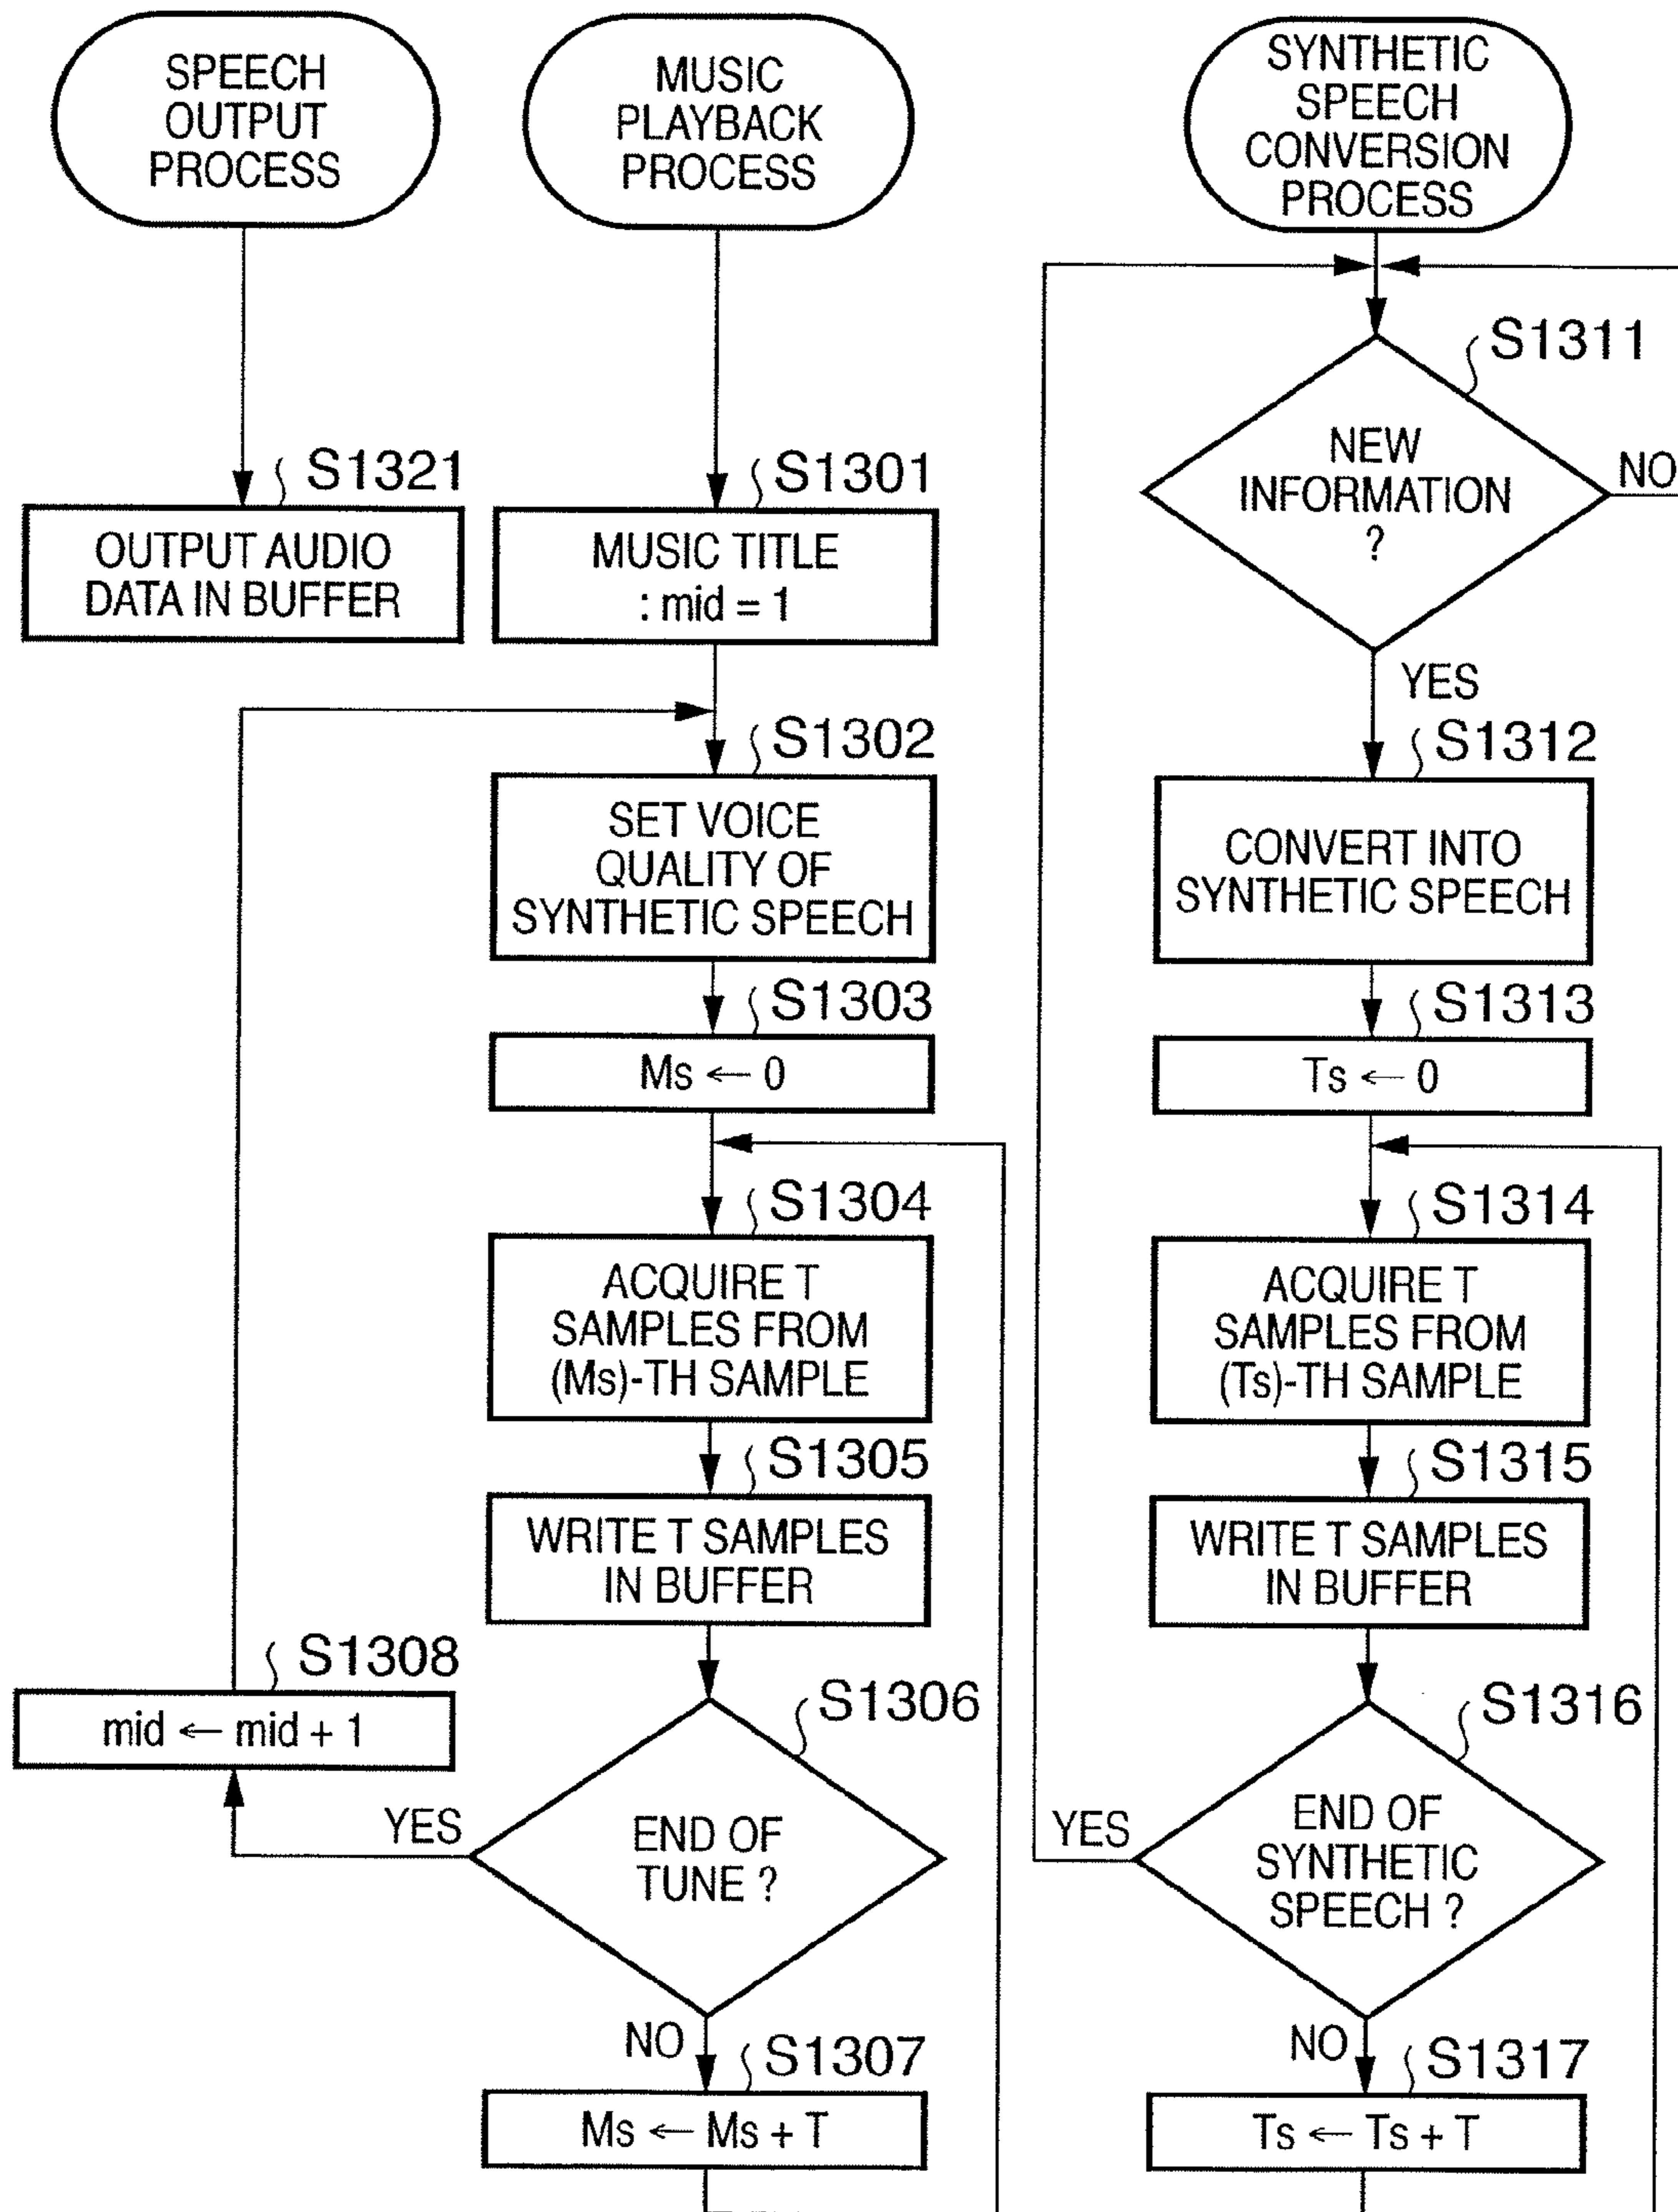 SPEECH
OUTPUT
PROCESS
S1321
OUTPUT AUDIO
DATA IN BUFFER
MUSIC
PLAYBACK
PROCESS
S1301
MUSIC TITLE
: mid = 1
S1302
SET VOICE
QUALITY OF
SYNTHETIC SPEECH
S1303
Ms ← 0
S1304
ACQUIRE T
SAMPLES FROM
(Ms)-TH SAMPLE
S1305
WRITE T SAMPLES
IN BUFFER
S1306
END OF
TUNE ?
YES
S1308
mid ← mid + 1
NO
S1307
Ms ← Ms + T
SYNTHETIC
SPEECH
CONVERSION
PROCESS
S1311
NEW
INFORMATION
?
NO
YES
S1312
CONVERT INTO
SYNTHETIC SPEECH
S1313
Ts ← 0
S1314
ACQUIRE T
SAMPLES FROM
(Ts)-TH SAMPLE
S1315
WRITE T SAMPLES
IN BUFFER
S1316
END OF
SYNTHETIC
SPEECH ?
YES
NO
S1317
Ts ← Ts + T